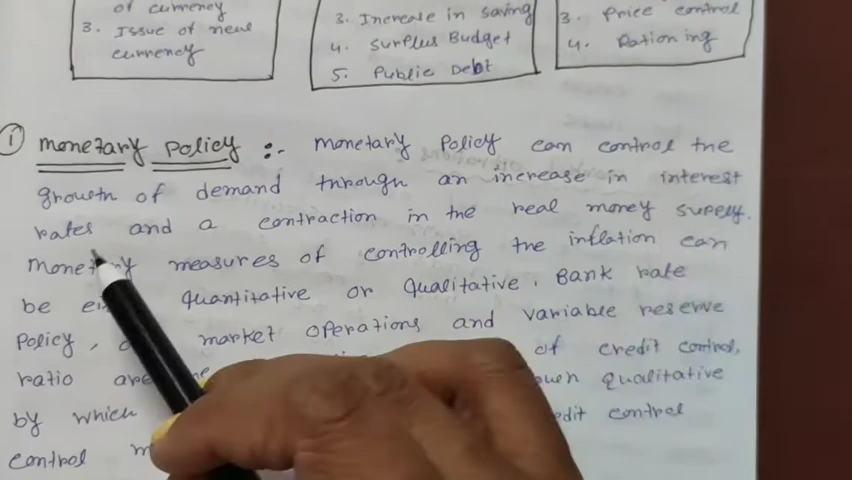 of currency
3. Issue of new
currency
3. Increase in saving
4. Surplus Budget
5. Public Debt
3. Price control
4. Rationing
① monetary policy :- monetary policy can control the
growth of demand through an increase in interest
rates and a contraction in the real money supply.
monetary measures of controlling the inflation can
be quantitative or qualitative. Bank rate
policy, market operations and variable reserve
ratio are of credit control,
by which qualitative
control credit control